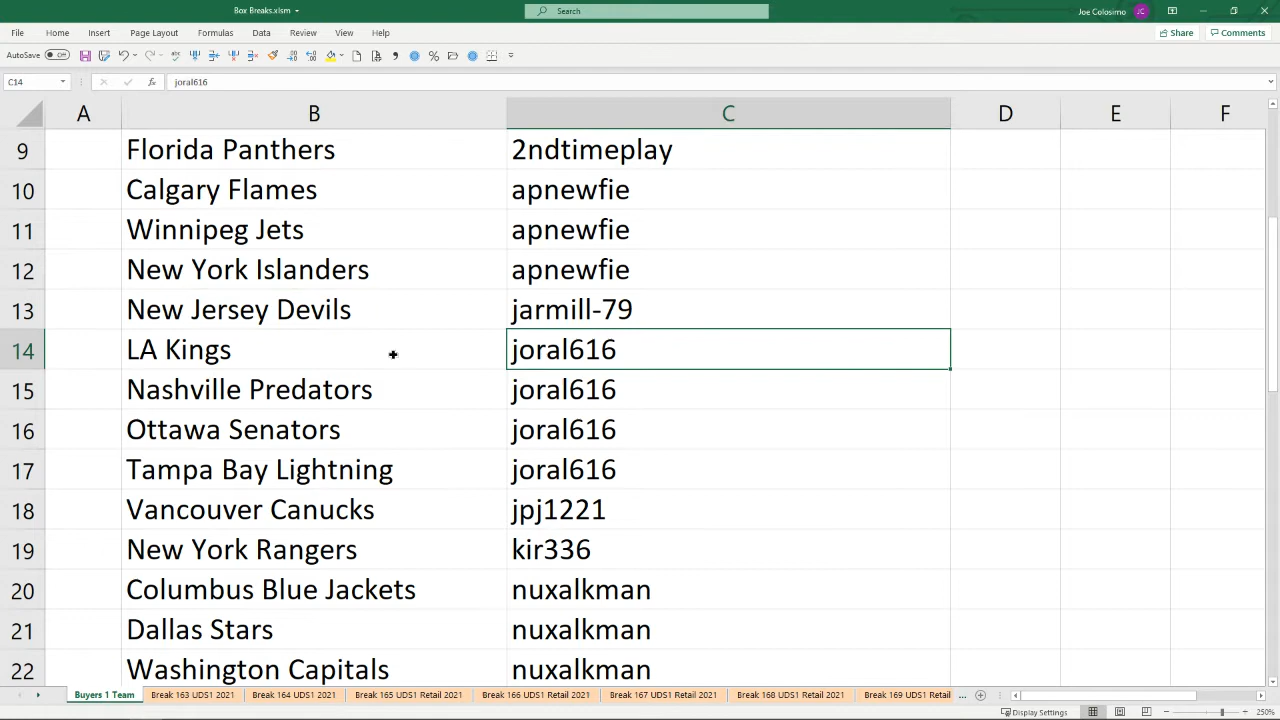 Box Breaks.xlsm
Search
Joe Colosimo
JC
File Home Insert Page Layout Formulas Data Review View Help
Share Comments
AutoSave Off
C14 fx joral616
A B C D E F
9 Florida Panthers 2ndtimeplay
10 Calgary Flames apnewfie
11 Winnipeg Jets apnewfie
12 New York Islanders apnewfie
13 New Jersey Devils jarmill-79
14 LA Kings joral616
15 Nashville Predators joral616
16 Ottawa Senators joral616
17 Tampa Bay Lightning joral616
18 Vancouver Canucks jpj1221
19 New York Rangers kir336
20 Columbus Blue Jackets nuxalkman
21 Dallas Stars nuxalkman
22 Washington Capitals nuxalkman
Buyers 1 Team Break 163 UDS1 2021 Break 164 UDS1 2021 Break 165 UDS1 Retail 2021 Break 166 UDS1 Retail 2021 Break 167 UDS1 Retail 2021 Break 168 UDS1 Retail 2021 Break 169 UDS1 Retail ...
Display Settings 250%